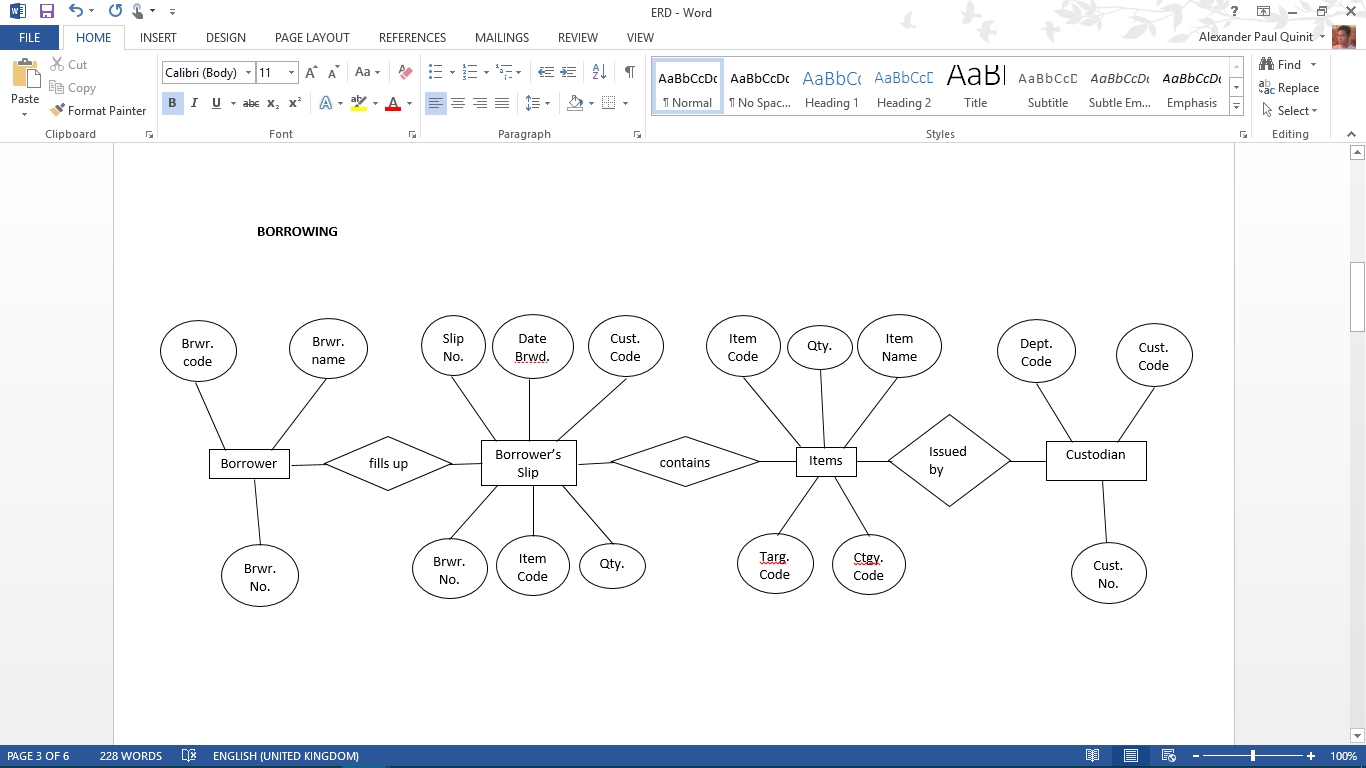 ERD - Word
?
FILE HOME INSERT DESIGN PAGE LAYOUT REFERENCES MAILINGS REVIEW VIEW Alexander Paul Quinit
Paste
Cut
Copy
Format Painter
Clipboard
Calibri (Body) 11
B I U abc x₂ x²
Font
Paragraph
AaBbCcDc AaBbCcDc AaBbCc AaBbCcD AaB AaBbCcD AaBbCcDc AaBbCcDc
¶ Normal ¶ No Spac... Heading 1 Heading 2 Title Subtitle Subtle Em... Emphasis
Styles
Find
Replace
Select
Editing
BORROWING
Brwr.
code
Brwr.
name
Slip
No.
Date
Brwd.
Cust.
Code
Item
Code
Qty.
Item
Name
Dept.
Code
Cust.
Code
Borrower
fills up
Borrower’s
Slip
contains
Items
Issued
by
Custodian
Brwr.
No.
Brwr.
No.
Item
Code
Qty.
Targ.
Code
Ctgy.
Code
Cust.
No.
PAGE 3 OF 6 228 WORDS ENGLISH (UNITED KINGDOM) 100%